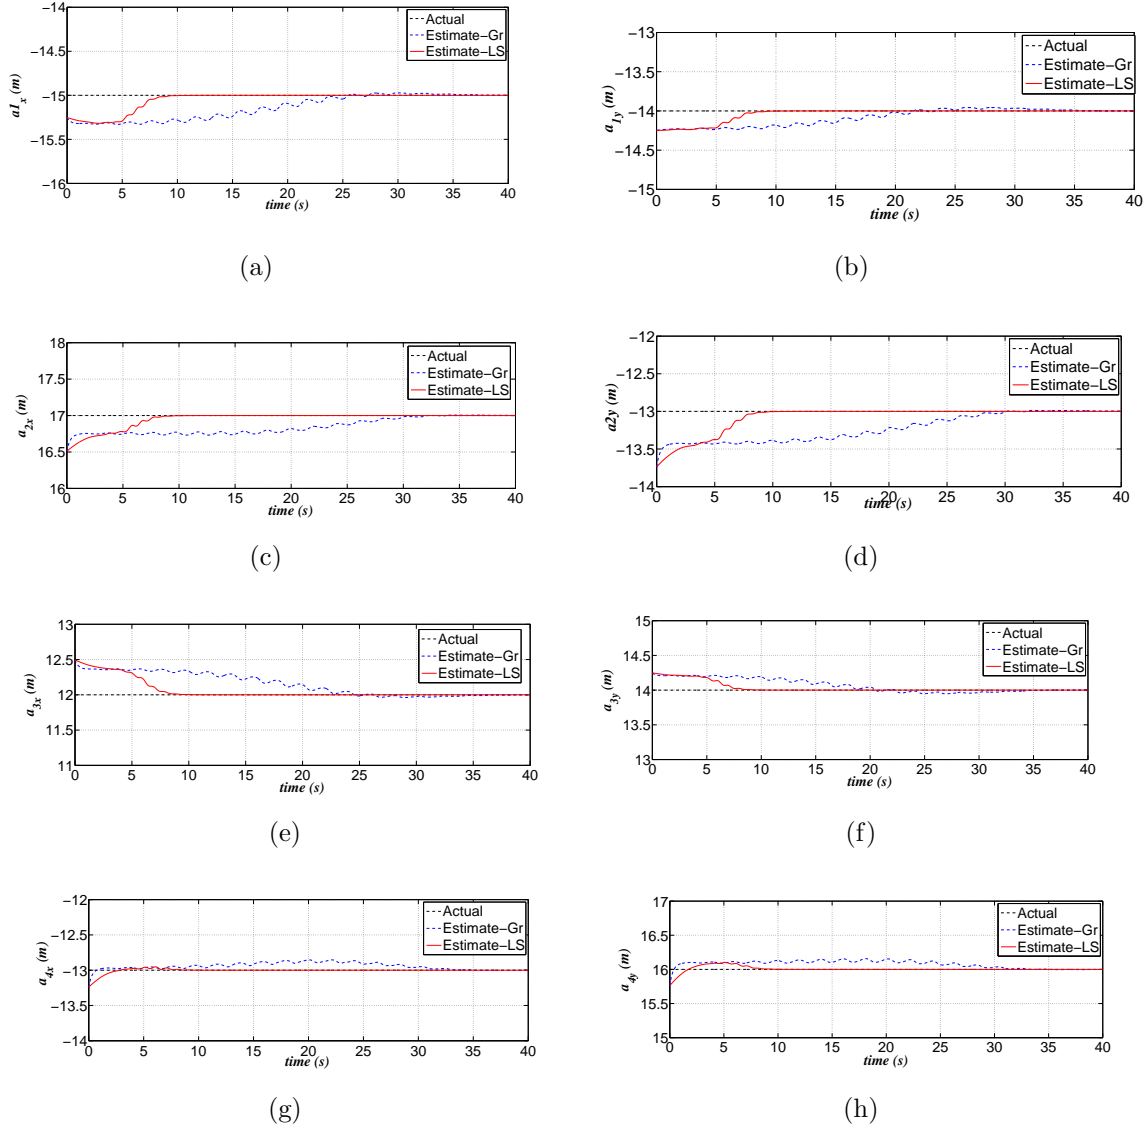 −14
−14.5
−15
−15.5
−16
a1x (m)
0 5 10 15 20 25 30 35 40
time (s)
Actual
Estimate−Gr
Estimate−LS
(a)
−13
−13.5
−14
−14.5
−15
a1y (m)
0 5 10 15 20 25 30 35 40
time (s)
Actual
Estimate−Gr
Estimate−LS
(b)
18
17.5
17
16.5
16
a2x (m)
0 5 10 15 20 25 30 35 40
time (s)
Actual
Estimate−Gr
Estimate−LS
(c)
−12
−12.5
−13
−13.5
−14
a2y (m)
0 5 10 15 20 25 30 35 40
time (s)
Actual
Estimate−Gr
Estimate−LS
(d)
13
12.5
12
11.5
11
a3x (m)
0 5 10 15 20 25 30 35 40
time (s)
Actual
Estimate−Gr
Estimate−LS
(e)
15
14.5
14
13.5
13
a3y (m)
0 5 10 15 20 25 30 35 40
time (s)
Actual
Estimate−Gr
Estimate−LS
(f)
−12
−12.5
−13
−13.5
−14
a4x (m)
0 5 10 15 20 25 30 35 40
time (s)
Actual
Estimate−Gr
Estimate−LS
(g)
17
16.5
16
15.5
15
a4y (m)
0 5 10 15 20 25 30 35 40
time (s)
Actual
Estimate−Gr
Estimate−LS
(h)